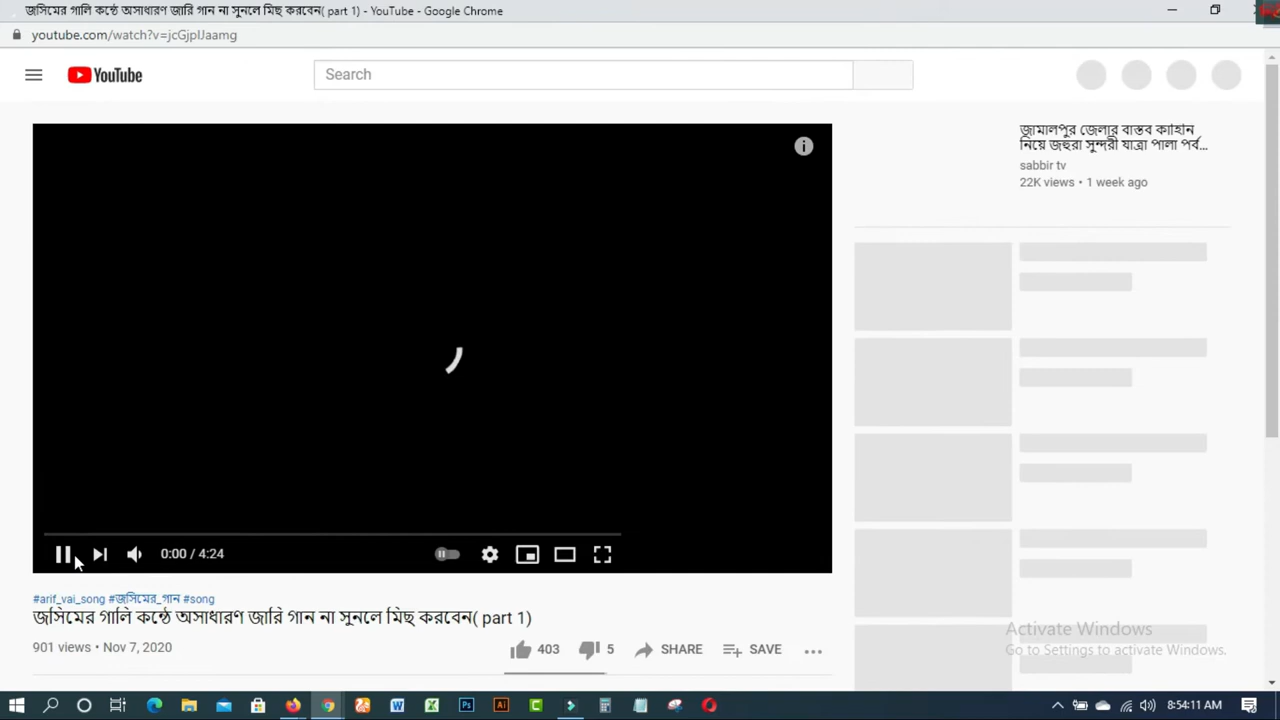 জসিমের গালি কন্ঠে অসাধারণ জারি গান না সুনলে মিছ করবেন( part 1) - YouTube - Google Chrome
youtube.com/watch?v=jcGjpIJaamg
YouTube
Search
জামালপুর জেলার বাস্তব কাহিনি
নিয়ে জহুরা সুন্দরী যাত্রা পালা পর্ব...
sabbir tv
22K views • 1 week ago
0:00 / 4:24
#arif_vai_song #জসিমের_গান #song
জসিমের গালি কন্ঠে অসাধারণ জারি গান না সুনলে মিছ করবেন( part 1)
901 views • Nov 7, 2020
403
5
SHARE
SAVE
Activate Windows
Go to Settings to activate Windows.
8:54:11 AM